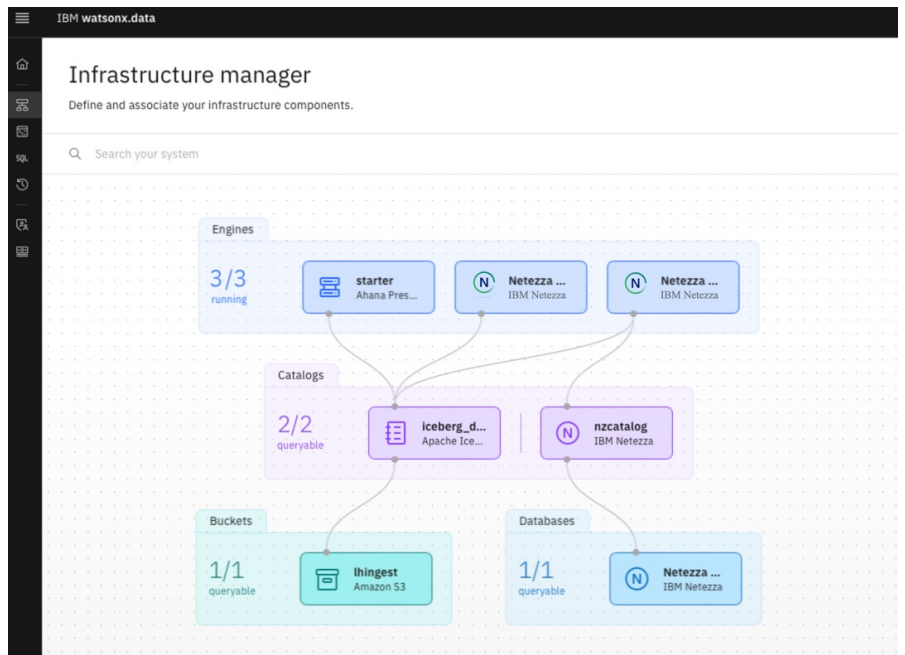 IBM watsonx.data
Infrastructure manager
Define and associate your infrastructure components.
Search your system
SQL
Engines
3/3
running
starter
Ahana Pres...
N
Netezza ...
IBM Netezza
N
Netezza ...
IBM Netezza
Catalogs
2/2
queryable
iceberg_d...
Apache Ice...
N
nzcatalog
IBM Netezza
Buckets
1/1
queryable
lhingest
Amazon S3
Databases
1/1
queryable
N
Netezza ...
IBM Netezza